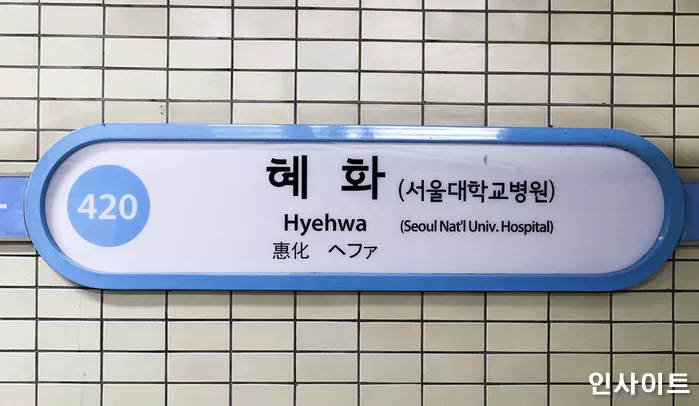 420
혜 화 (서울대학교병원)
Hyehwa (Seoul Nat'l Univ. Hospital)
惠化 ヘファ
인사이트